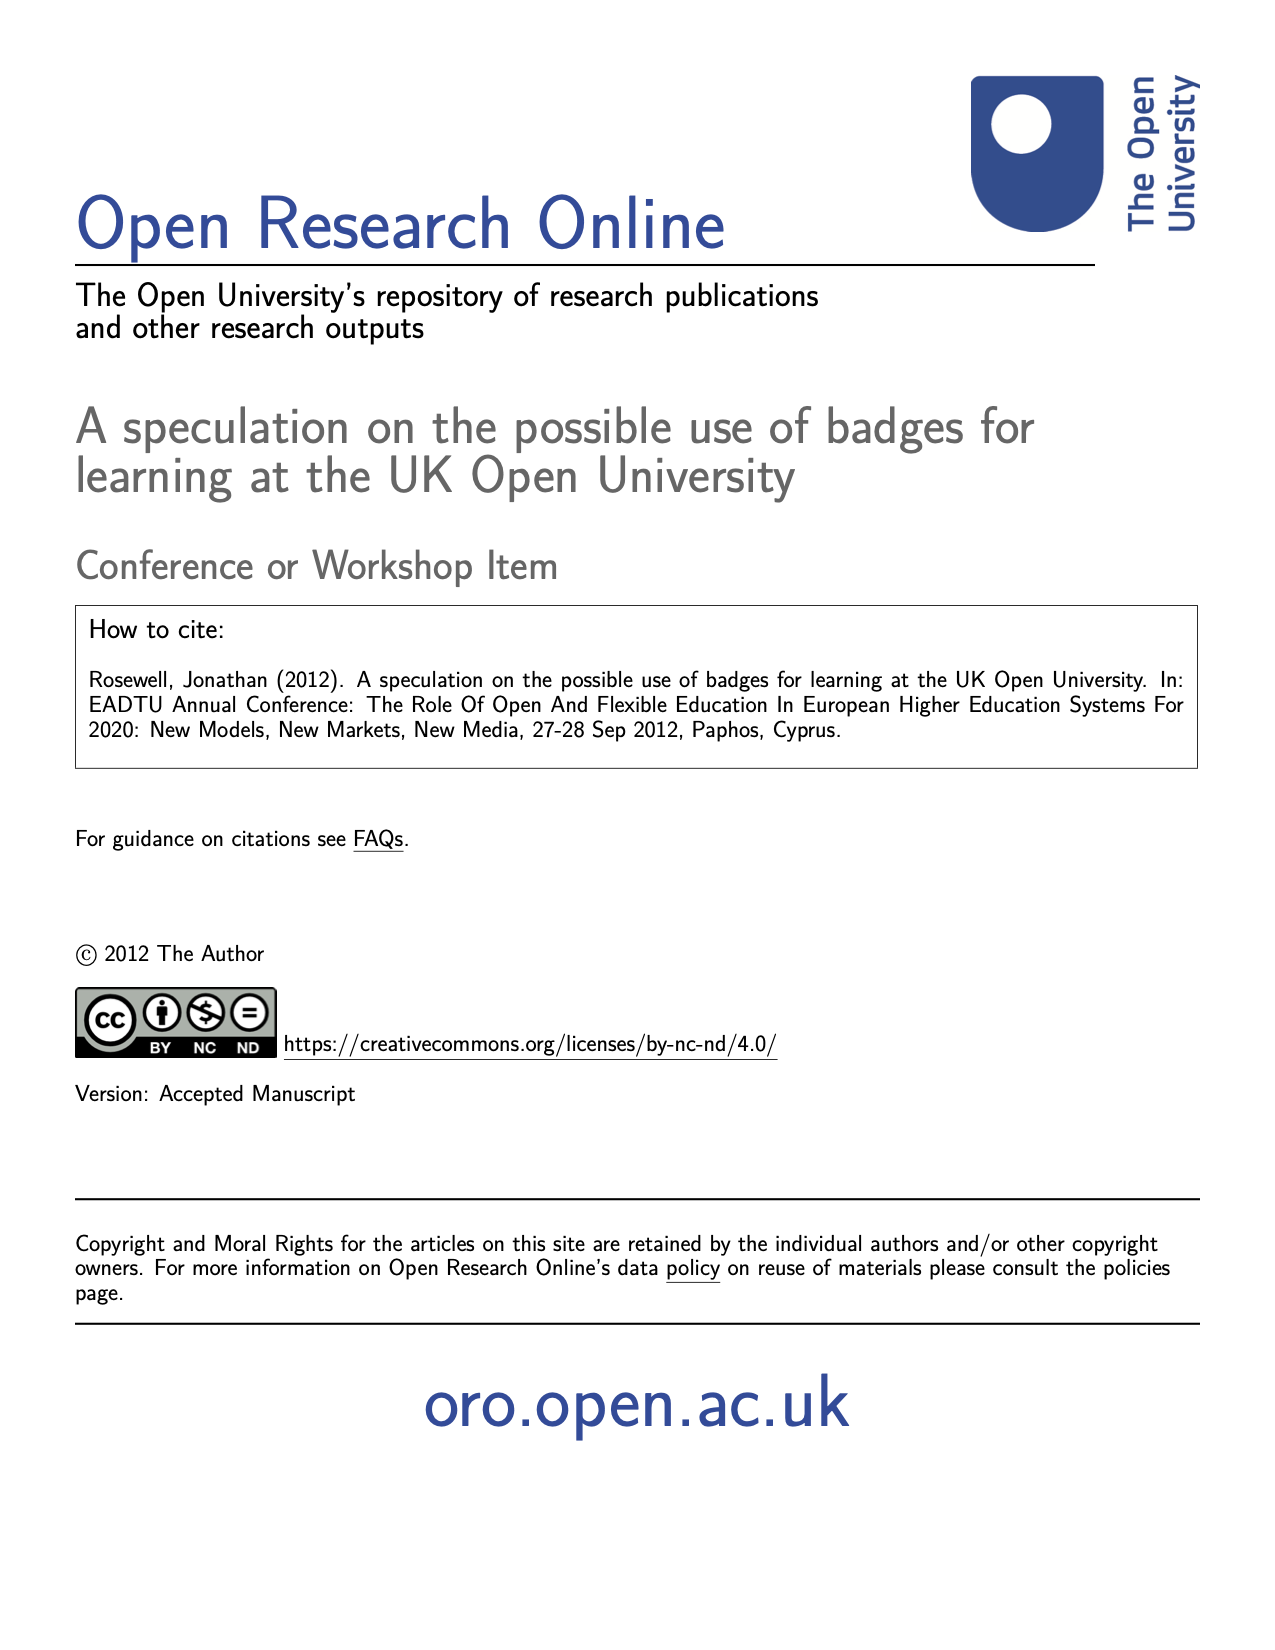 The Open
University
Open Research Online
The Open University's repository of research publications
and other research outputs
A speculation on the possible use of badges for
learning at the UK Open University
Conference or Workshop Item
How to cite:
Rosewell, Jonathan (2012). A speculation on the possible use of badges for learning at the UK Open University. In:
EADTU Annual Conference: The Role Of Open And Flexible Education In European Higher Education Systems For
2020: New Models, New Markets, New Media, 27-28 Sep 2012, Paphos, Cyprus.
For guidance on citations see FAQs.
© 2012 The Author
cc BY NC ND
https://creativecommons.org/licenses/by-nc-nd/4.0/
Version: Accepted Manuscript
Copyright and Moral Rights for the articles on this site are retained by the individual authors and/or other copyright
owners. For more information on Open Research Online's data policy on reuse of materials please consult the policies
page.
oro.open.ac.uk